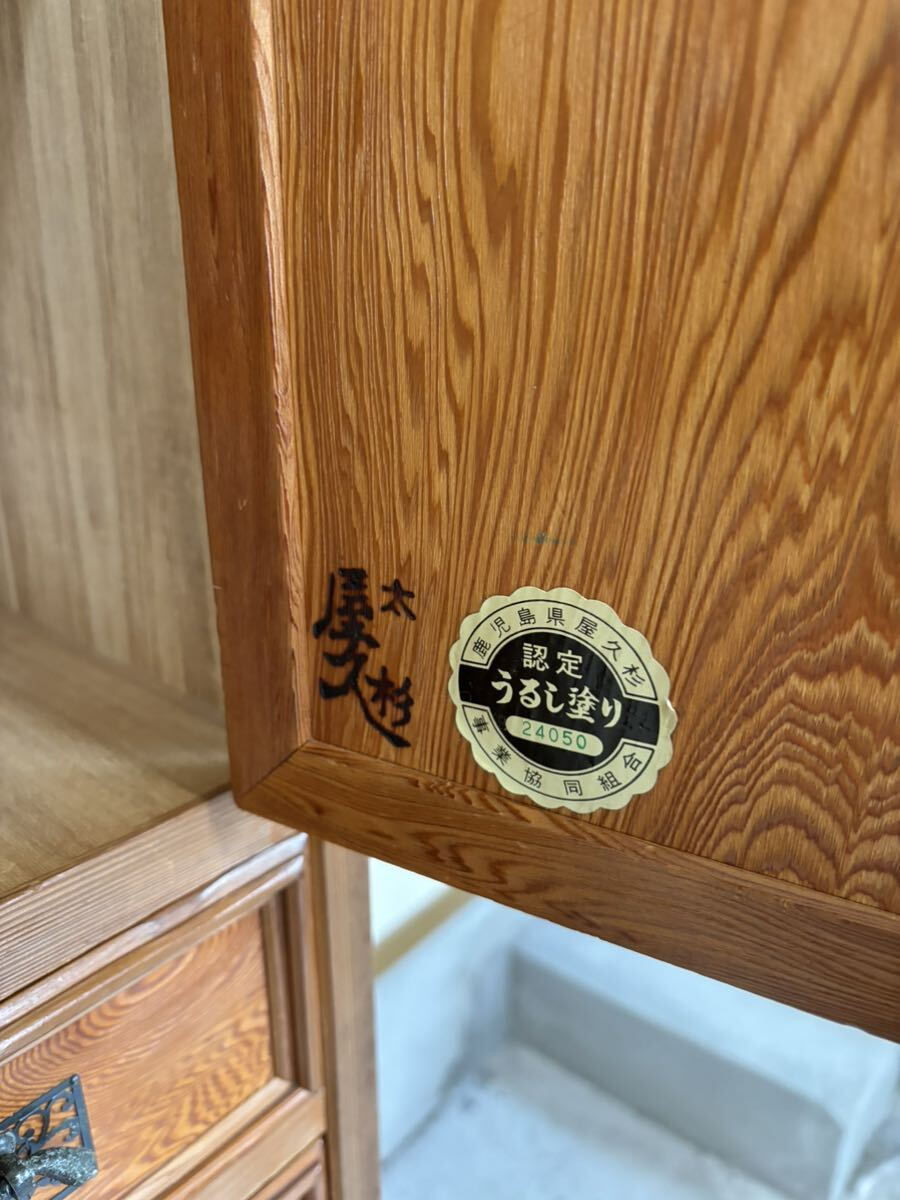 太
屋久杉
鹿児島県屋久杉
認定
うるし塗り
24050
事業協同組合